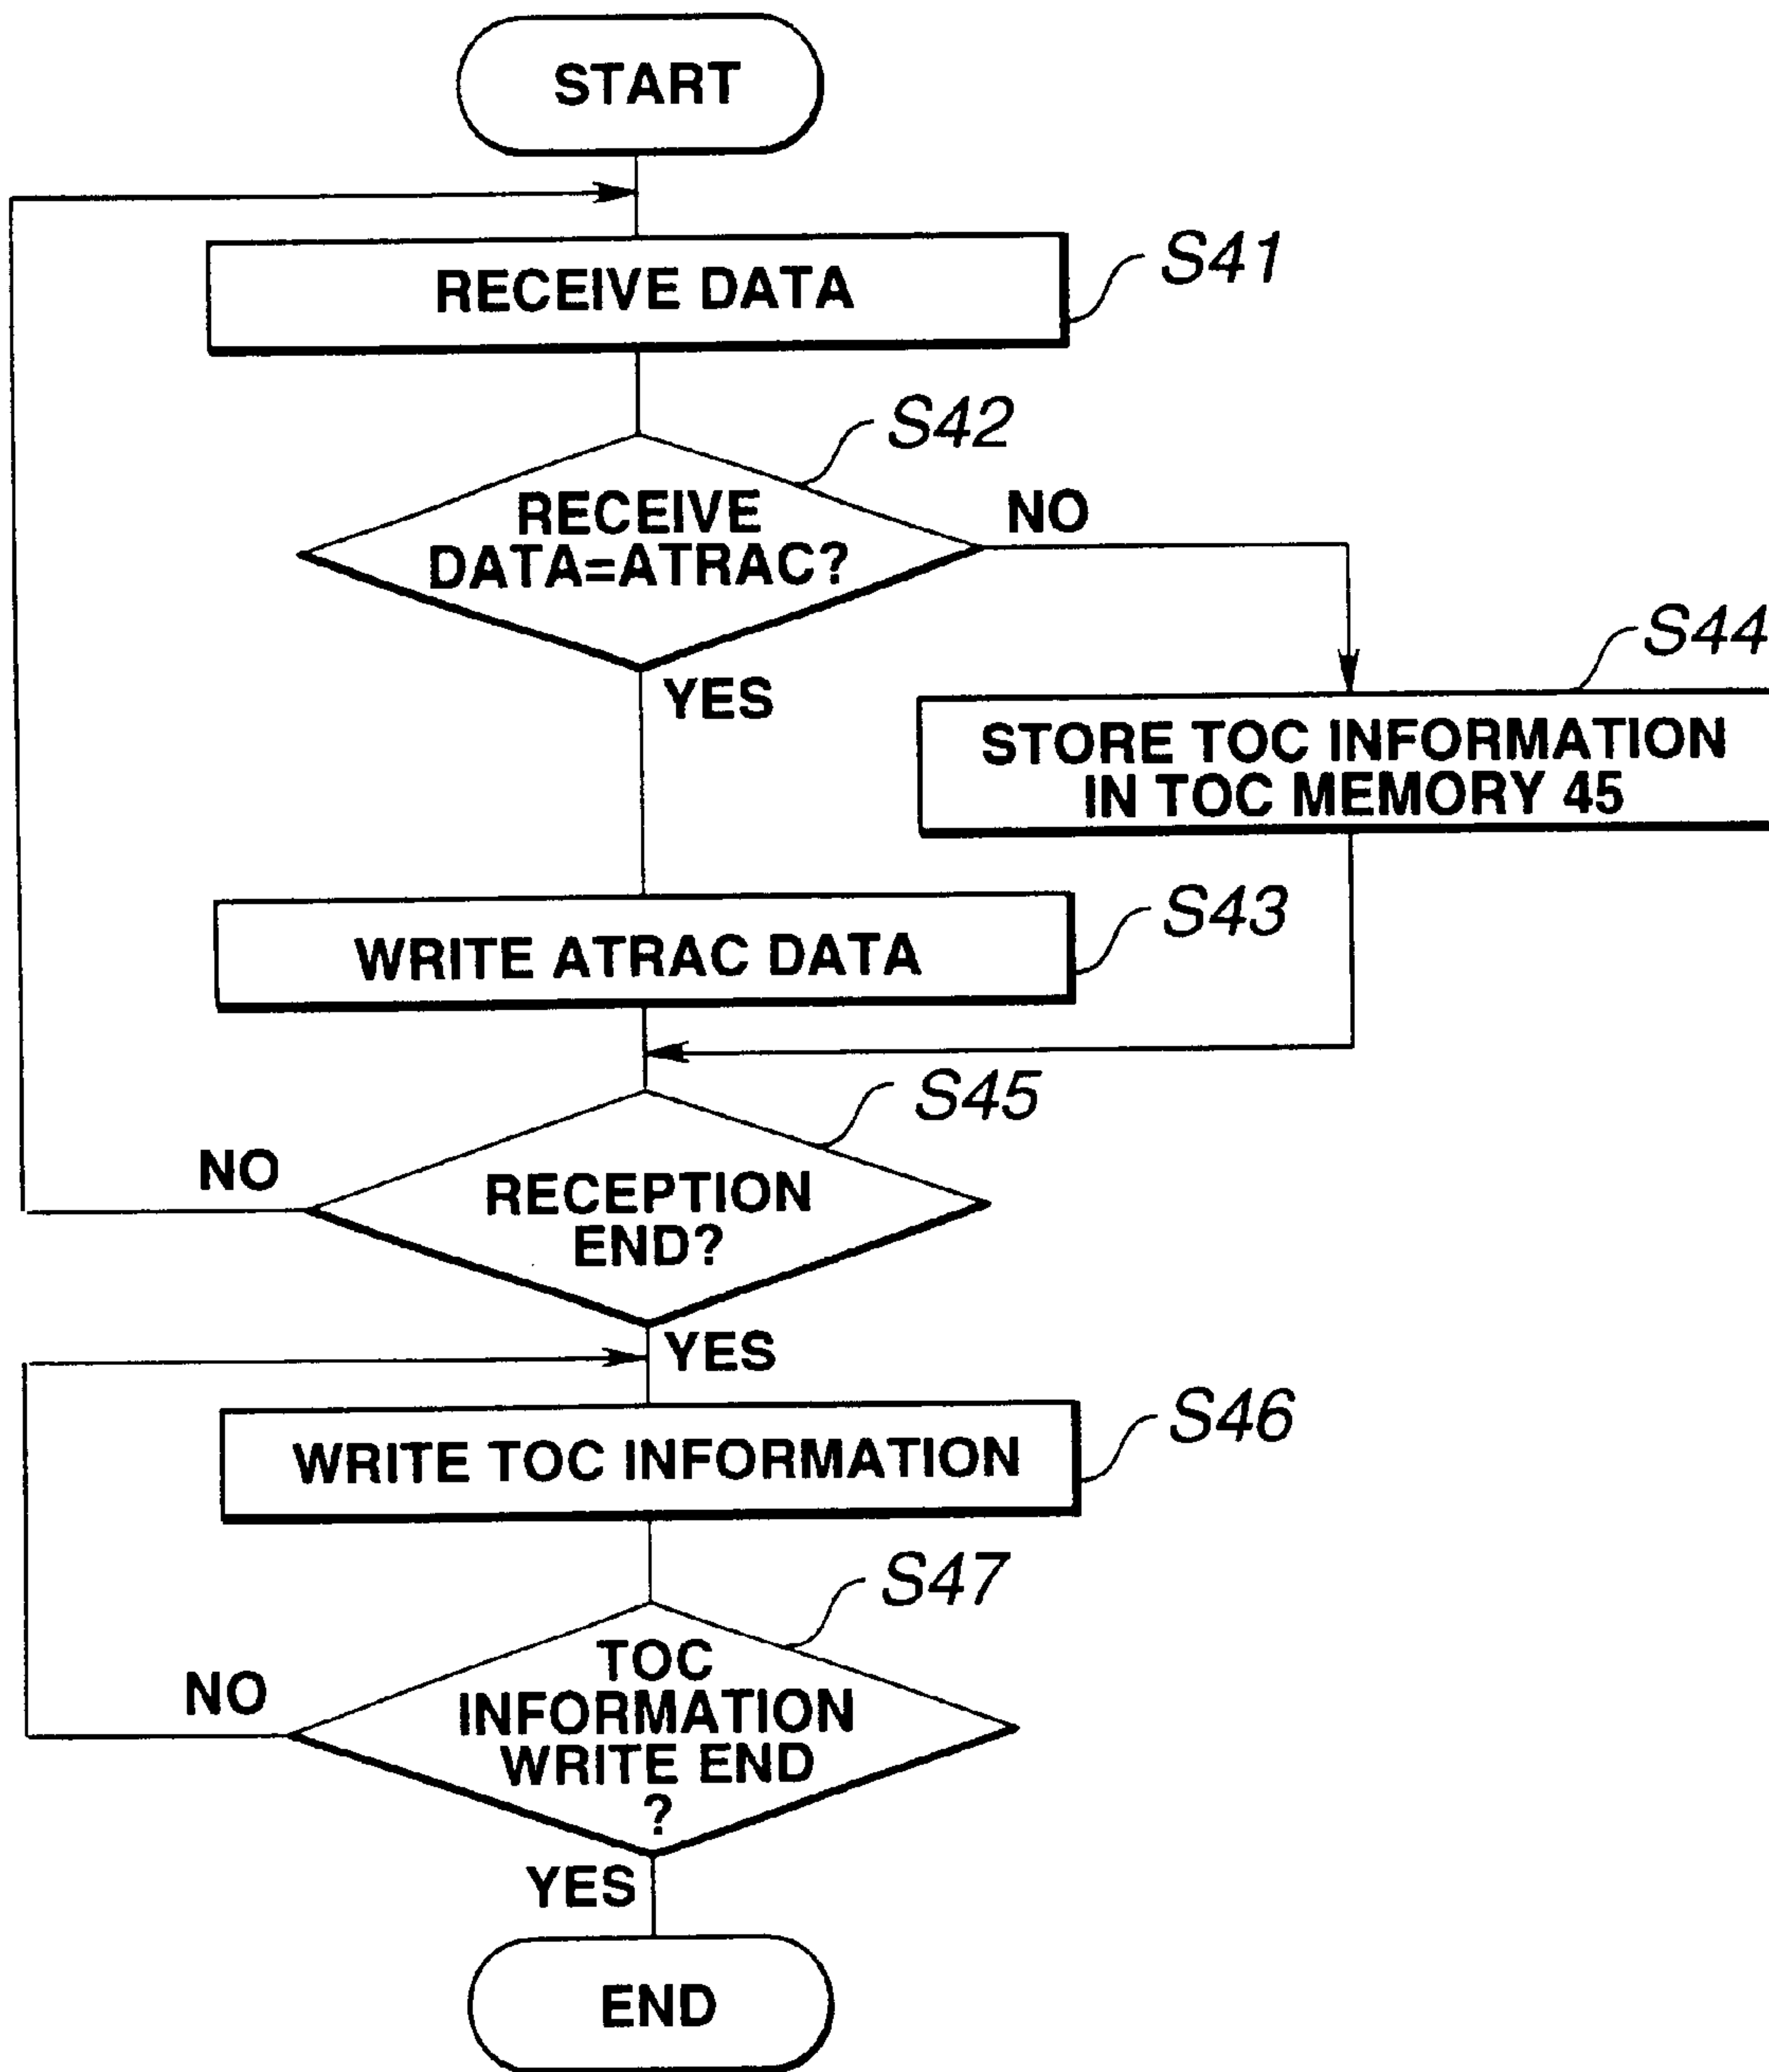 START
RECEIVE DATA
S41
S42
RECEIVE
DATA=ATRAC?
NO
YES
S44
STORE TOC INFORMATION
IN TOC MEMORY 45
WRITE ATRAC DATA
S43
S45
RECEPTION
END?
NO
YES
WRITE TOC INFORMATION
S46
S47
TOC
INFORMATION
WRITE END
?
NO
YES
END